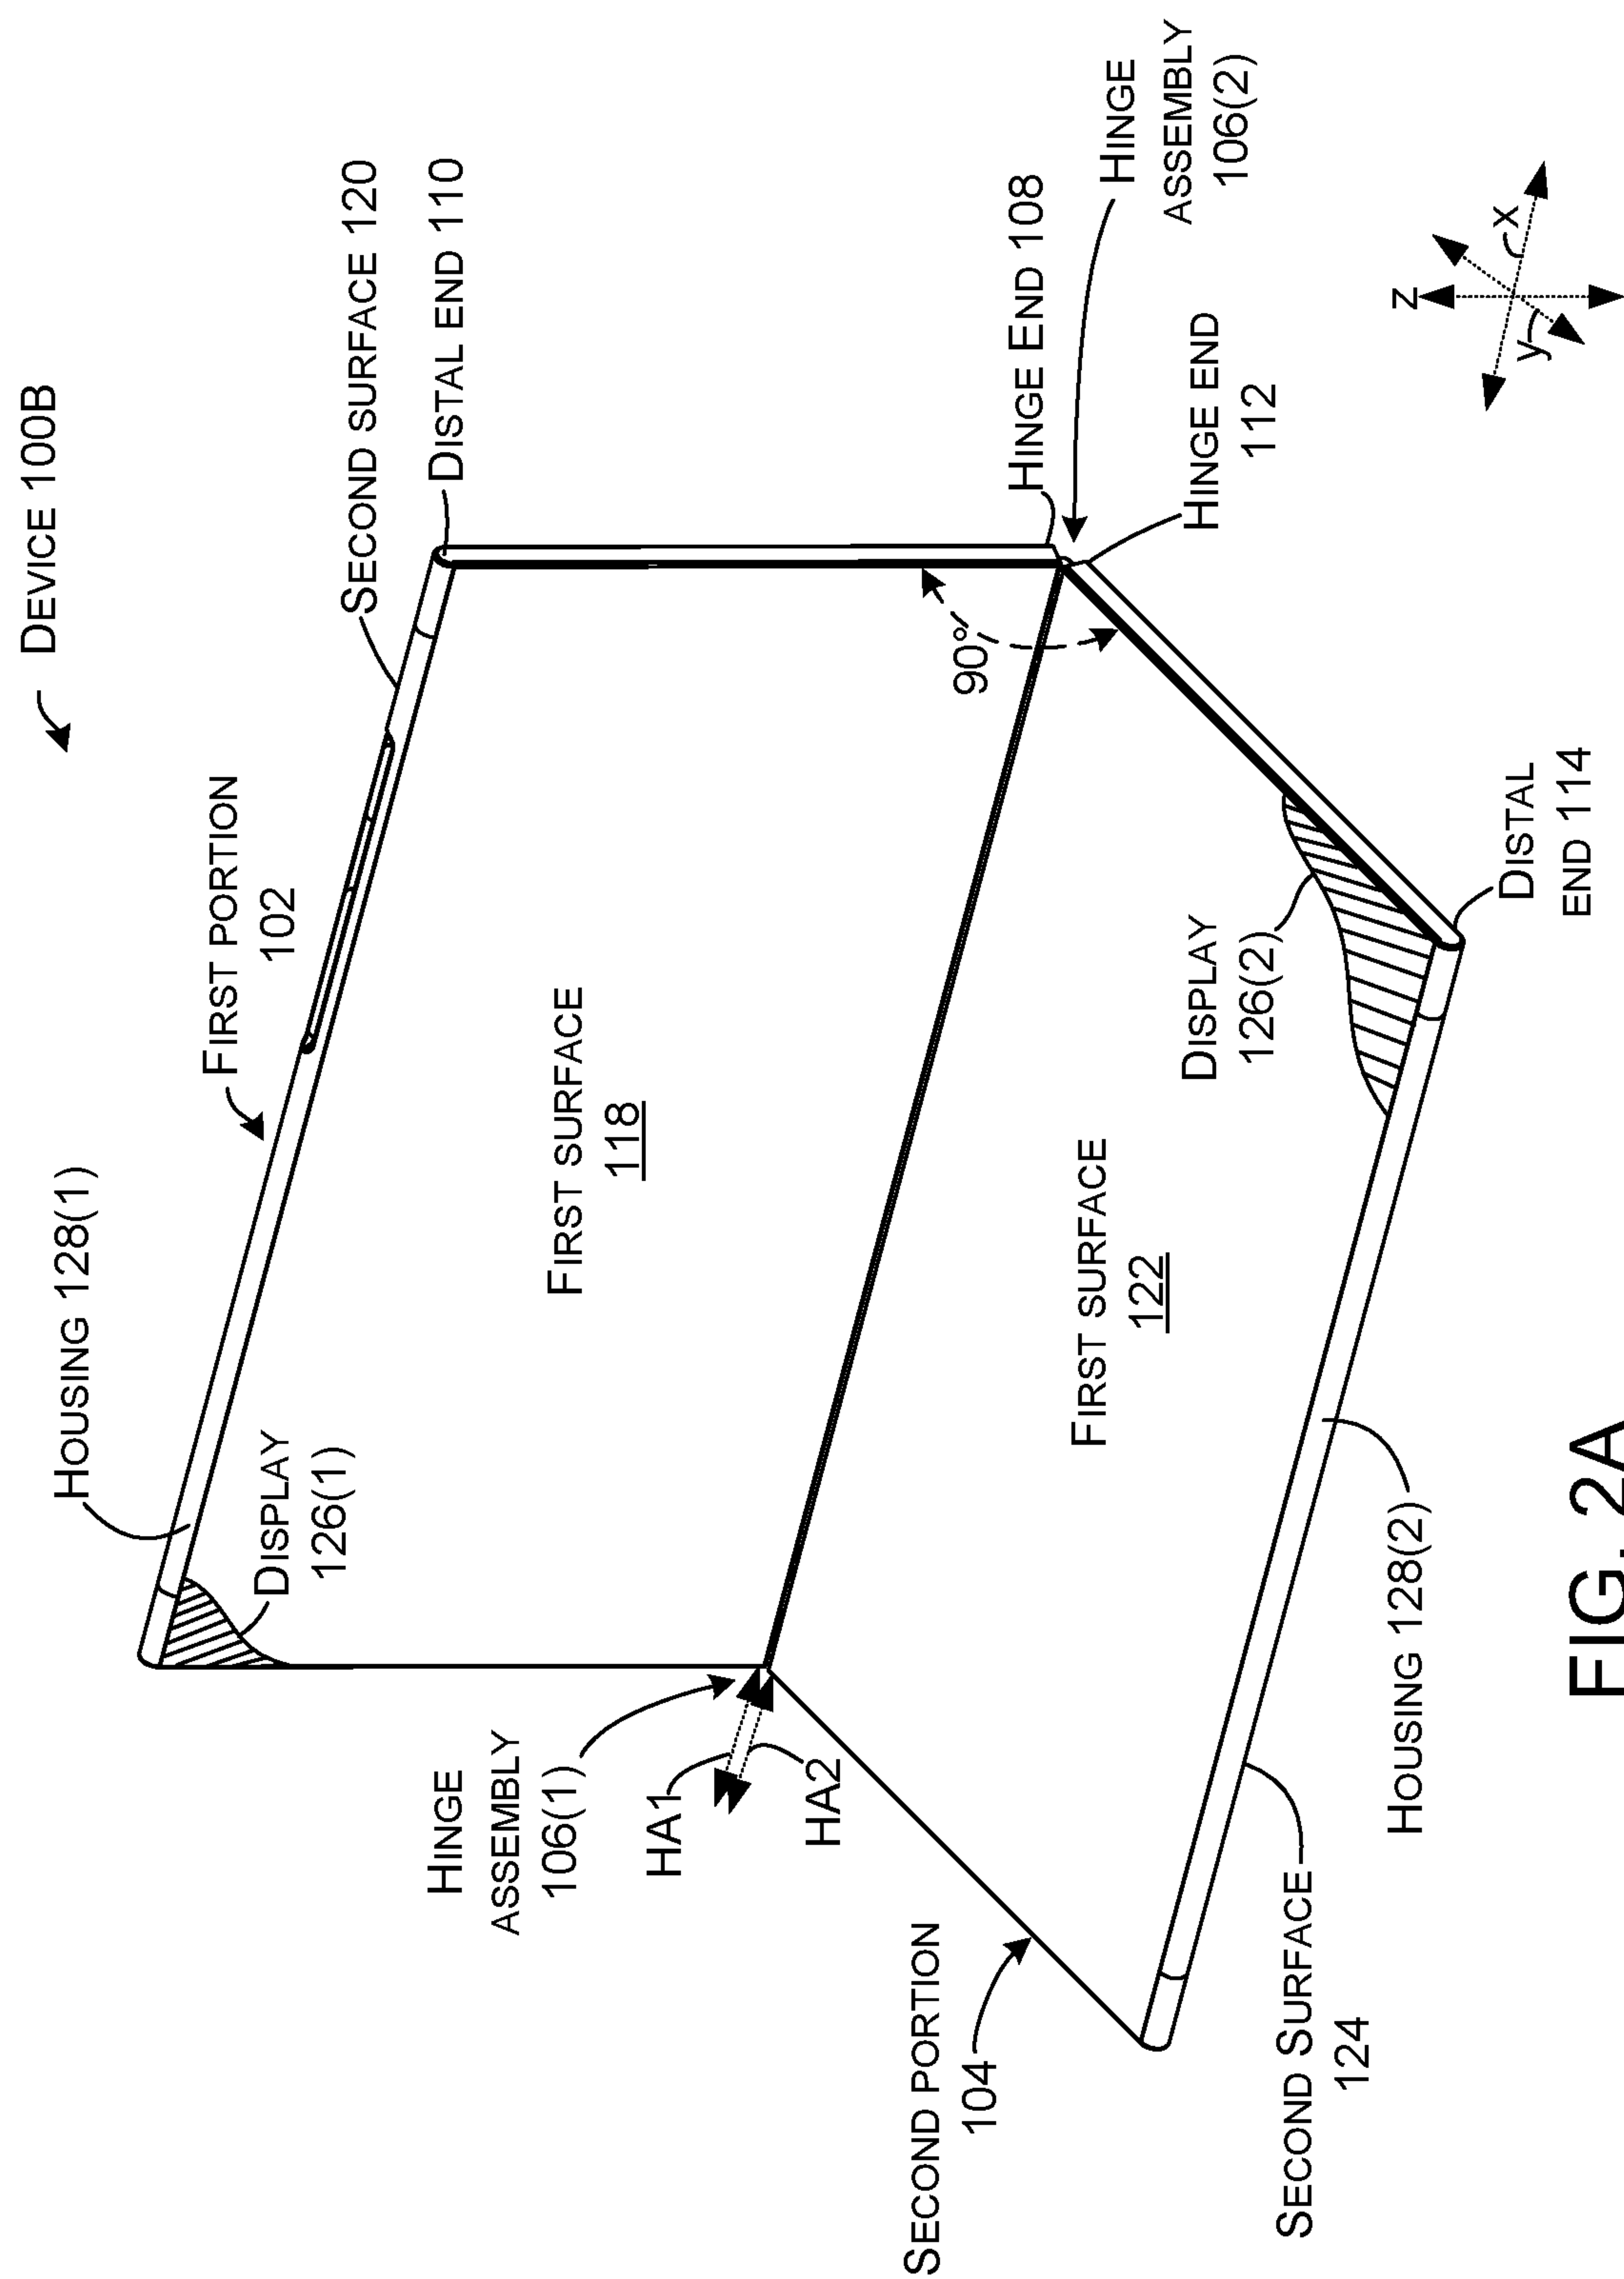 DEVICE 100B
HOUSING 128(1)
FIRST PORTION
102
SECOND SURFACE 120
DISTAL END 110
DISPLAY
126(1)
FIRST SURFACE
118
90°
HINGE END 108
HINGE
ASSEMBLY
106(2)
HINGE
ASSEMBLY
106(1)
HA1
HA2
HINGE END
112
FIRST SURFACE
122
DISPLAY
126(2)
SECOND PORTION
104
DISTAL
END 114
SECOND SURFACE
124
HOUSING 128(2)
Z
X
y
FIG. 2A